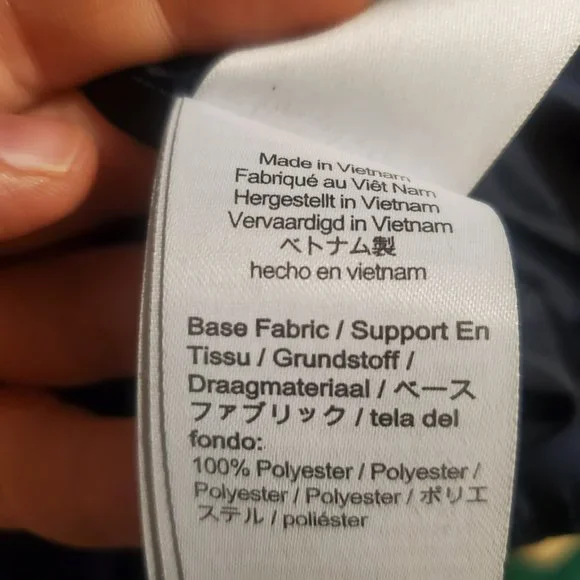 Made in Vietnam
Fabriqué au Viêt Nam
Hergestellt in Vietnam
Vervaardigd in Vietnam
ベトナム製
hecho en vietnam
Base Fabric / Support En
Tissu / Grundstoff /
Draagmateriaal / ベース
ファブリック / tela del
fondo:
100% Polyester / Polyester /
Polyester / Polyester / ポリエ
ステル / poliéster